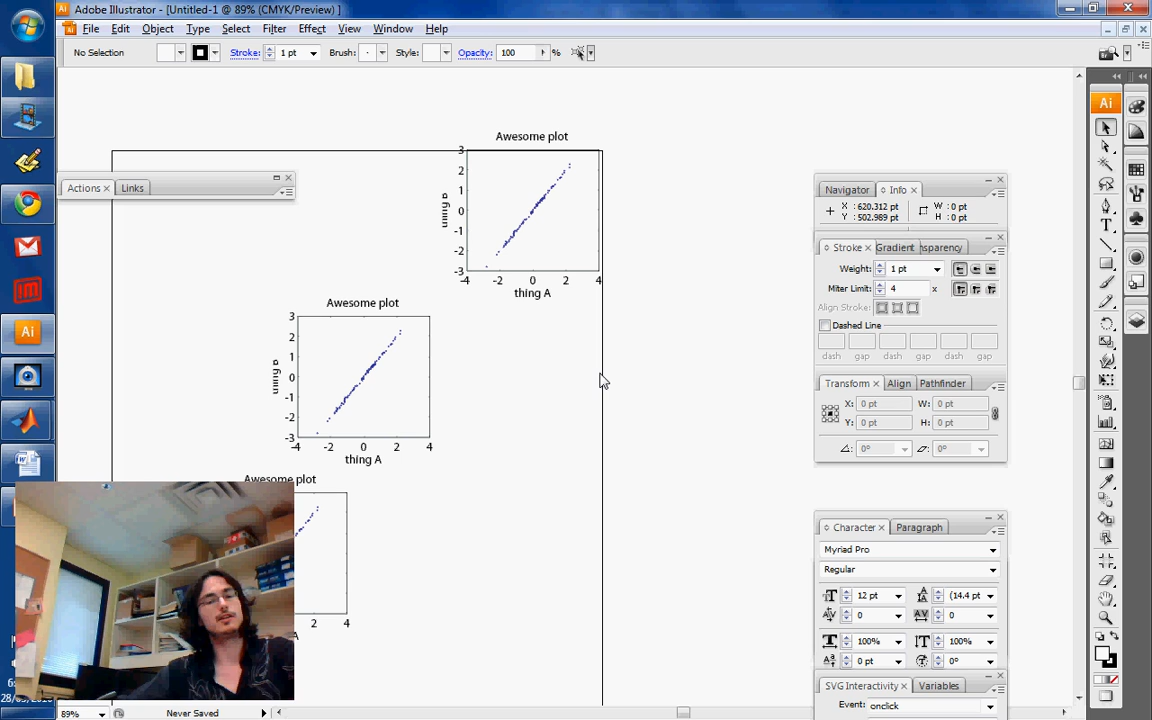 Adobe Illustrator - [Untitled-1 @ 89% (CMYK/Preview) ]
File Edit Object Type Select Filter Effect View Window Help
No Selection Stroke: 1 pt Brush: Style: Opacity: 100 %
Actions Links
Awesome plot
3
2
1
0
-1
-2
-3
-4 -2 0 2 4
thing A
Awesome plot
3
2
1
0
-1
-2
-3
-4 -2 0 2 4
thing A
Awesome plot
2 4
A
Navigator Info
X : 620.312 pt W : 0 pt
Y : 502.989 pt H : 0 pt
Stroke Gradient
Weight: 1 pt
Miter Limit: 4 x
Align Stroke:
Dashed Line
dash gap dash gap dash gap
Transform Align Pathfinder
X: 0 pt W: 0 pt
Y: 0 pt H: 0 pt
0° 0°
Character Paragraph
Myriad Pro
Regular
12 pt (14.4 pt
0 0
100% 100%
0 pt 0°
SVG Interactivity Variables
Event: onclick
Ai
Ai
89% Never Saved